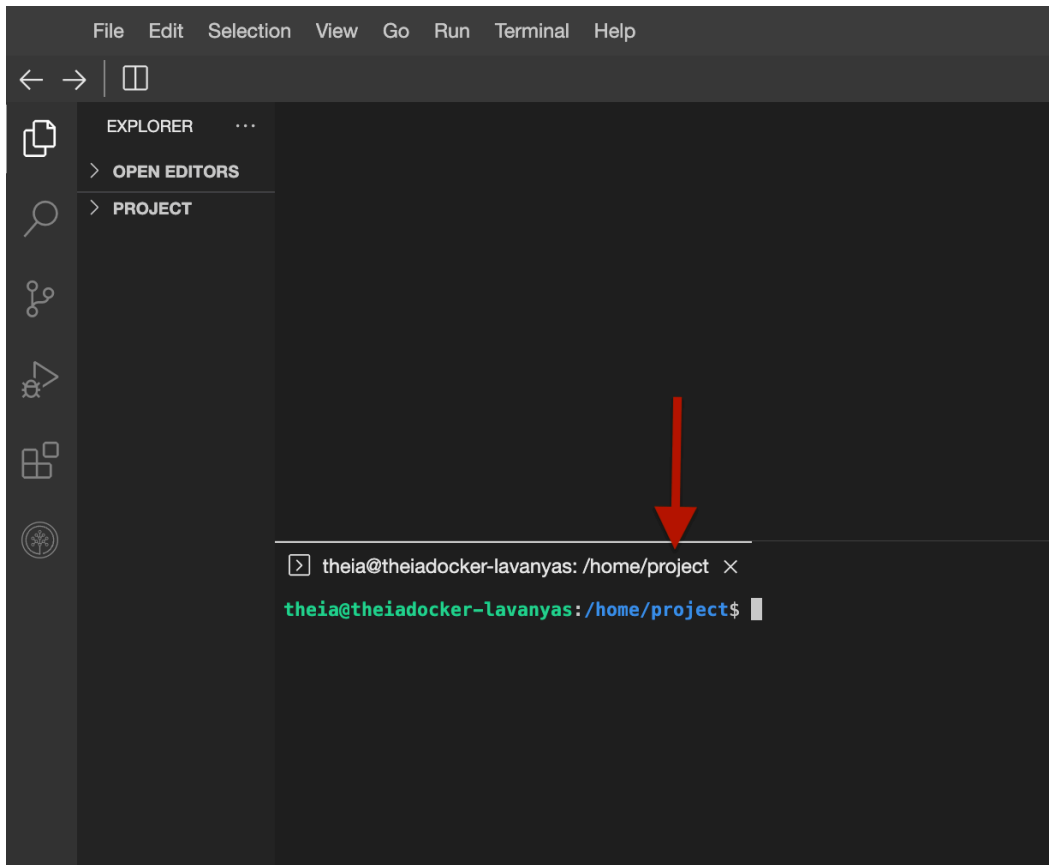 File Edit Selection View Go Run Terminal Help
EXPLORER ...
OPEN EDITORS
PROJECT
theia@theiadocker-lavanyas: /home/project
theia@theiadocker-lavanyas:/home/project$